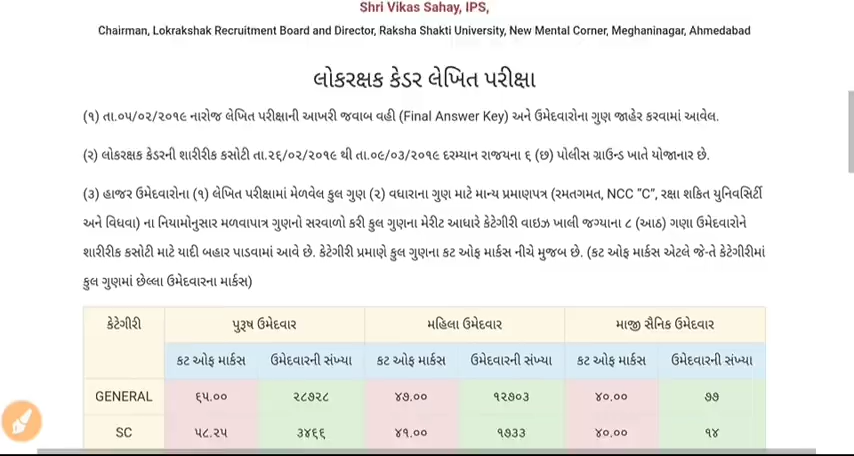 Shri Vikas Sahay, IPS,
Chairman, Lokrakshak Recruitment Board and Director, Raksha Shakti University, New Mental Corner, Meghaninagar, Ahmedabad
લોકરક્ષક કેડર લેખિત પરીક્ષા
(૧) તા.૦૫/૦૨/૨૦૧૯ નારોજ લેખિત પરીક્ષાની આખરી જવાબ વહી (Final Answer Key) અને ઉમેદવારોના ગુણ જાહેર કરવામાં આવેલ.
(૨) લોકરક્ષક કેડરની શારીરીક કસોટી તા.૨૬/૦૨/૨૦૧૯ થી તા.૦૯/૦૩/૨૦૧૯ દરમ્યાન રાજયના ૬ (છ) પોલીસ ગ્રાઉન્ડ ખાતે યોજાનાર છે.
(૩) હાજર ઉમેદવારોના (૧) લેખિત પરીક્ષામાં મેળવેલ કુલ ગુણ (૨) વધારાના ગુણ માટે માન્ય પ્રમાણપત્ર (રમતગમત, NCC “C”, રક્ષા શકિત યુનિવસિર્ટી
અને વિધવા) ના નિયામોનુસાર મળવાપાત્ર ગુણનો સરવાળો કરી કુલ ગુણના મેરીટ આધારે કેટેગીરી વાઇઝ ખાલી જગ્યાના ૮ (આઠ) ગણા ઉમેદવારોને
શારીરીક કસોટી માટે યાદી બહાર પાડવામાં આવે છે. કેટેગીરી પ્રમાણે કુલ ગુણના કટ ઓફ માર્કસ નીચે મુજબ છે. (કટ ઓફ માર્કસ એટલે જે-તે કેટેગીરીમાં
કુલ ગુણમાં છેલ્લા ઉમેદવારના માર્કસ)
કેટેગીરી પુરૂષ ઉમેદવાર મહિલા ઉમેદવાર માજી સૈનિક ઉમેદવાર
કટ ઓફ માર્કસ ઉમેદવારની સંખ્યા કટ ઓફ માર્કસ ઉમેદવારની સંખ્યા કટ ઓફ માર્કસ ઉમેદવારની સંખ્યા
GENERAL ૬૫.૦૦ ૨૮૭૨૮ ૪૭.૦૦ ૧૨૭૦૩ ૪૦.૦૦ ૭૭
SC ૫૮.૨૫ ૩૪૬૬ ૪૧.૦૦ ૧૭૩૩ ૪૦.૦૦ ૧૪